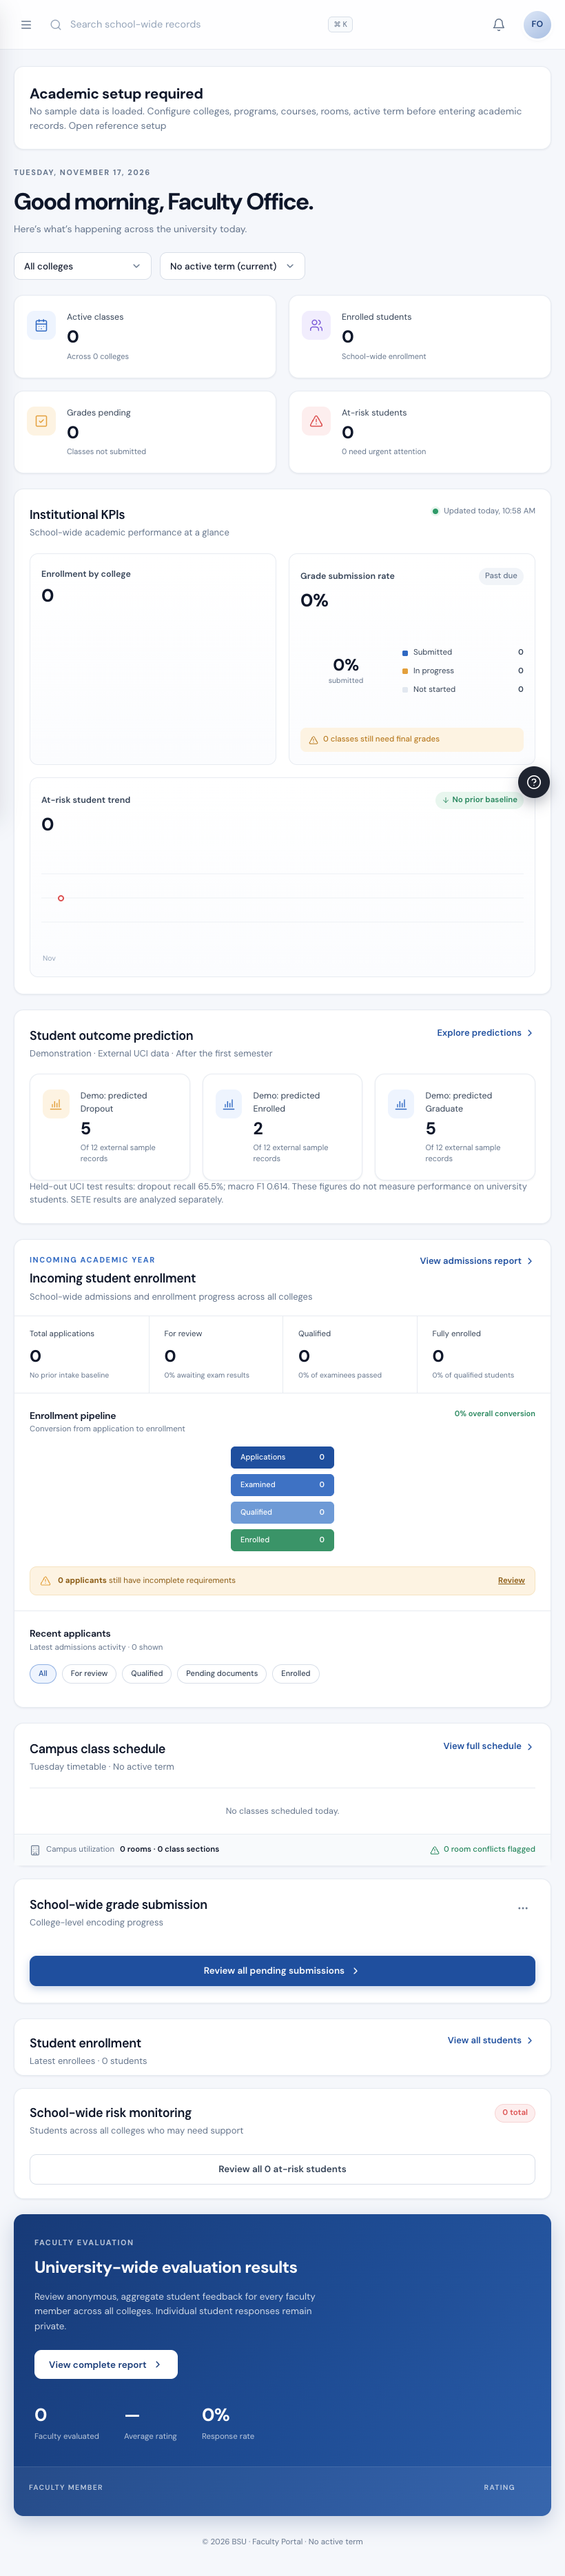 Search school-wide records
⌘ K
FO
Academic setup required
No sample data is loaded. Configure colleges, programs, courses, rooms, active term before entering academic
records. Open reference setup
TUESDAY, NOVEMBER 17, 2026
Good morning, Faculty Office.
Here's what's happening across the university today.
All colleges
No active term (current)
Active classes
0
Across 0 colleges
Enrolled students
0
School-wide enrollment
Grades pending
0
Classes not submitted
At-risk students
0
0 need urgent attention
Institutional KPIs
Updated today, 10:58 AM
School-wide academic performance at a glance
Enrollment by college
0
Grade submission rate
Past due
0%
0%
submitted
Submitted 0
In progress 0
Not started 0
0 classes still need final grades
At-risk student trend
No prior baseline
0
Nov
Student outcome prediction
Explore predictions
Demonstration · External UCI data · After the first semester
Demo: predicted
Dropout
5
Of 12 external sample
records
Demo: predicted
Enrolled
2
Of 12 external sample
records
Demo: predicted
Graduate
5
Of 12 external sample
records
Held-out UCI test results: dropout recall 65.5%; macro F1 0.614. These figures do not measure performance on university
students. SETE results are analyzed separately.
INCOMING ACADEMIC YEAR
View admissions report
Incoming student enrollment
School-wide admissions and enrollment progress across all colleges
Total applications
0
No prior intake baseline
For review
0
0% awaiting exam results
Qualified
0
0% of examinees passed
Fully enrolled
0
0% of qualified students
Enrollment pipeline
0% overall conversion
Conversion from application to enrollment
Applications 0
Examined 0
Qualified 0
Enrolled 0
0 applicants still have incomplete requirements
Review
Recent applicants
Latest admissions activity · 0 shown
All
For review
Qualified
Pending documents
Enrolled
Campus class schedule
View full schedule
Tuesday timetable · No active term
No classes scheduled today.
Campus utilization 0 rooms · 0 class sections
0 room conflicts flagged
School-wide grade submission
College-level encoding progress
Review all pending submissions
Student enrollment
View all students
Latest enrollees · 0 students
School-wide risk monitoring
0 total
Students across all colleges who may need support
Review all 0 at-risk students
FACULTY EVALUATION
University-wide evaluation results
Review anonymous, aggregate student feedback for every faculty
member across all colleges. Individual student responses remain
private.
View complete report
0
Faculty evaluated
—
Average rating
0%
Response rate
FACULTY MEMBER
RATING
© 2026 BSU · Faculty Portal · No active term